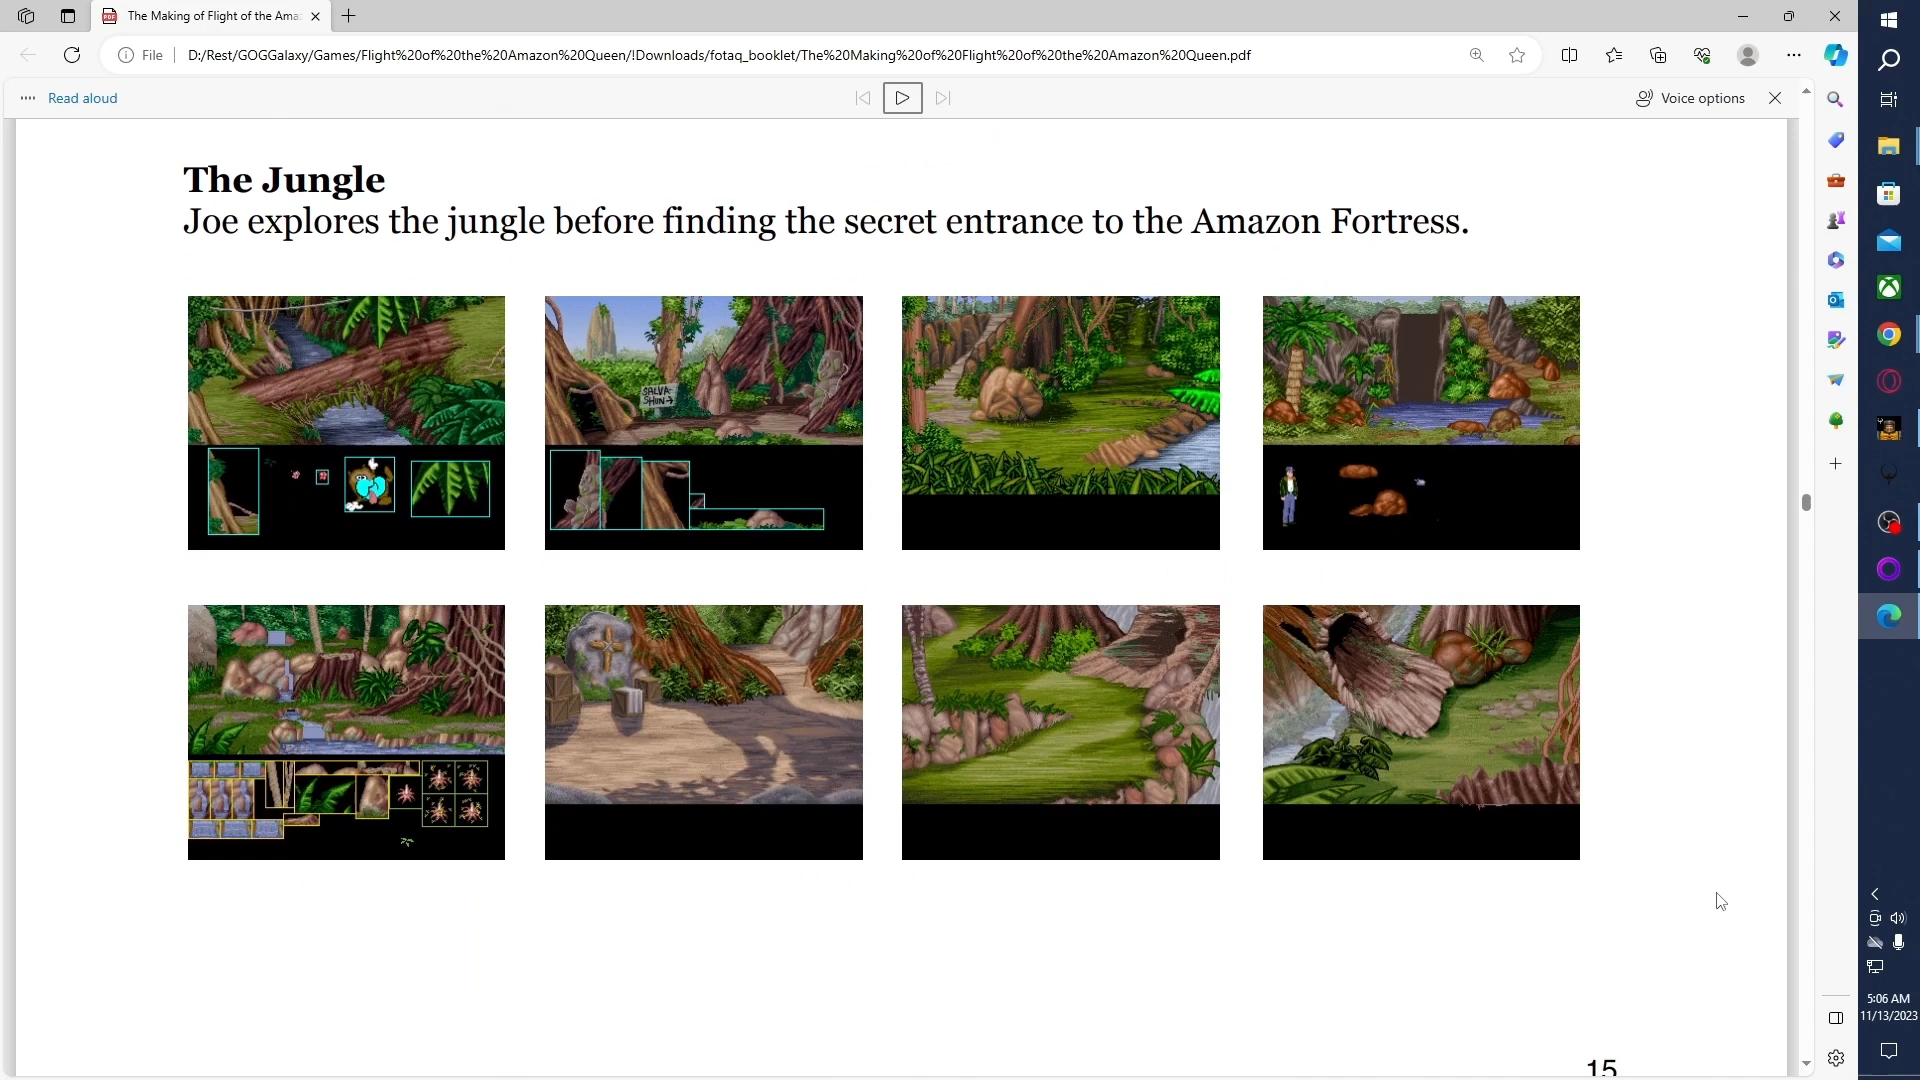 The Making of Flight of the Ama
File
D:/Rest/GOGGalaxy/Games/Flight%20of%20the%20Amazon%20Queen/!Downloads/fotaq_booklet/The%20Making%20of%20Flight%20of%20the%20Amazon%20Queen.pdf
Read aloud
Voice options
The Jungle
Joe explores the jungle before finding the secret entrance to the Amazon Fortress.
SALVA-
SHUN→
15
5:06 AM
11/13/2023